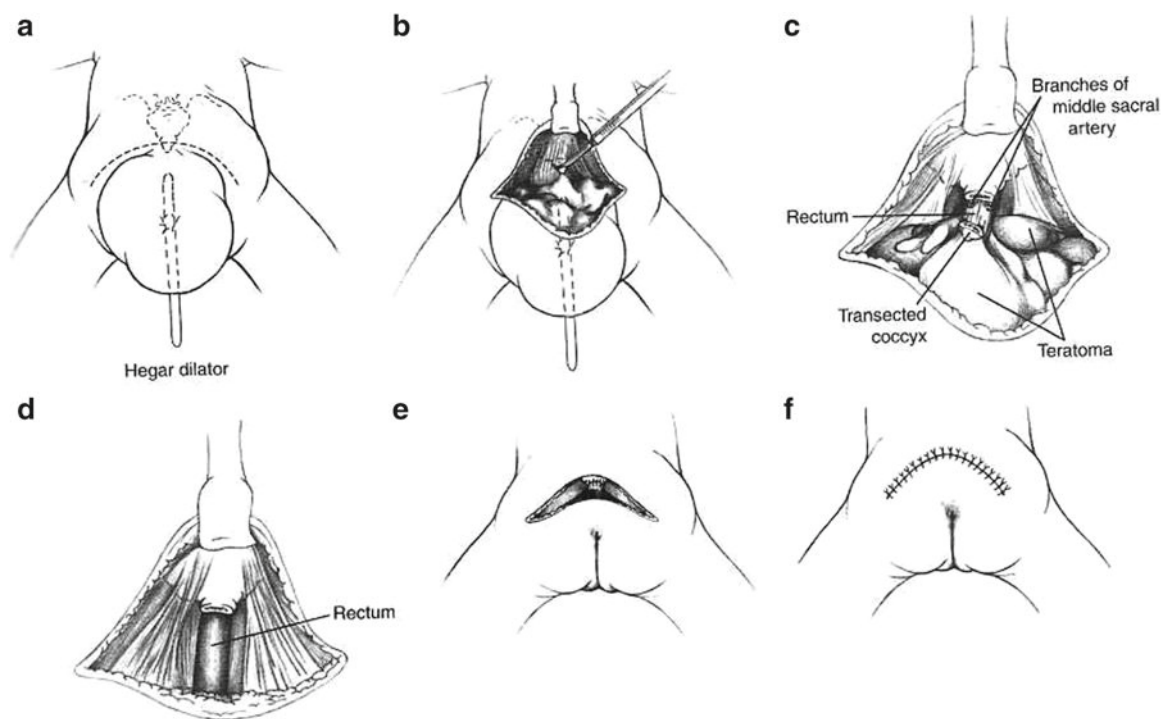 a
Hegar dilator
b
c
Branches of
middle sacral
artery
Rectum
Transected
coccyx
Teratoma
d
Rectum
e
f